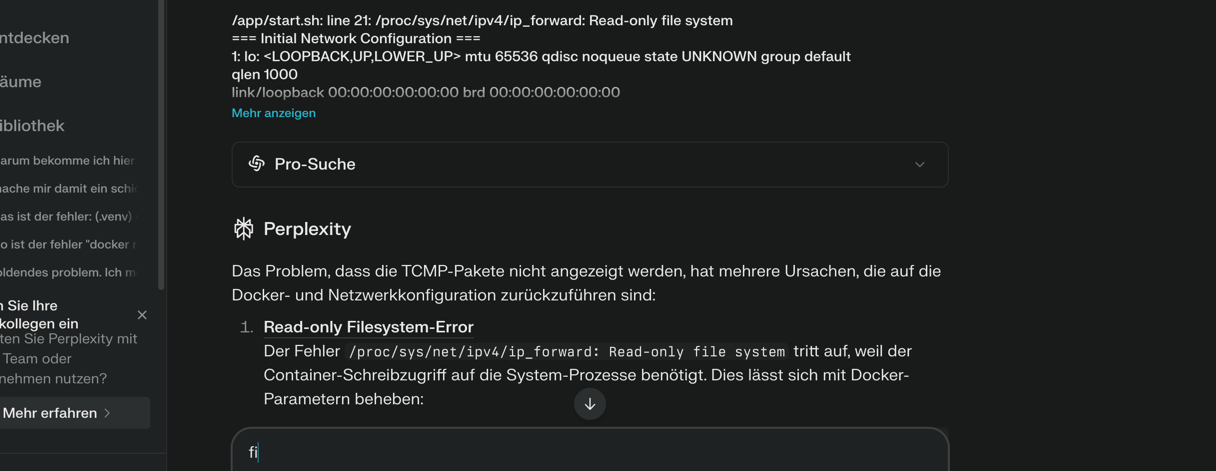 ntdecken
äume
ibliothek
arum bekomme ich hier
nache mir damit ein schi
as ist der fehler: (.venv)
o ist der fehler "docker r
oldendes problem. Ich m
n Sie Ihre
kollegen ein
ten Sie Perplexity mit
Team oder
nehmen nutzen?
Mehr erfahren
/app/start.sh: line 21: /proc/sys/net/ipv4/ip_forward: Read-only file system
=== Initial Network Configuration ===
1: lo: <LOOPBACK,UP,LOWER_UP> mtu 65536 qdisc noqueue state UNKNOWN group default
qlen 1000
link/loopback 00:00:00:00:00:00 brd 00:00:00:00:00:00
Mehr anzeigen
Pro-Suche
Perplexity
Das Problem, dass die TCMP-Pakete nicht angezeigt werden, hat mehrere Ursachen, die auf die
Docker- und Netzwerkkonfiguration zurückzuführen sind:
1. Read-only Filesystem-Error
Der Fehler /proc/sys/net/ipv4/ip_forward: Read-only file system tritt auf, weil der
Container-Schreibzugriff auf die System-Prozesse benötigt. Dies lässt sich mit Docker-
Parametern beheben:
fi